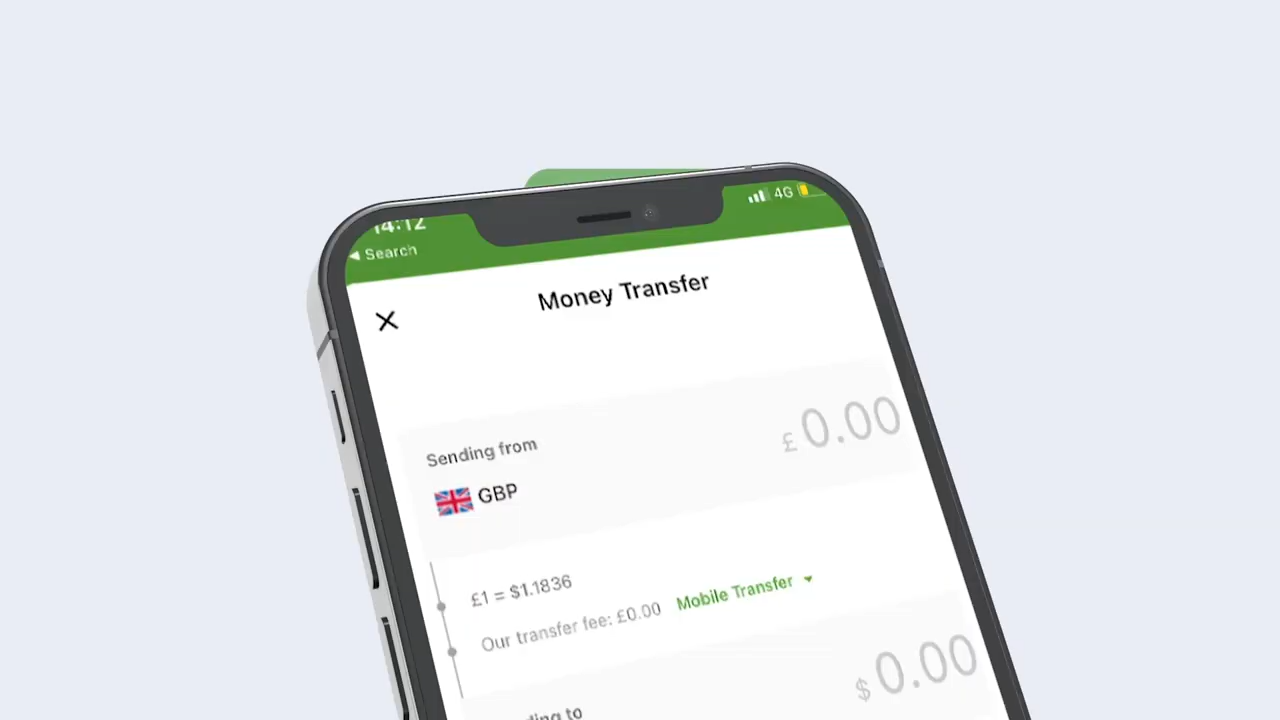 14:12
4G
◀ Search
Money Transfer
Sending from
£0.00
GBP
£1 = $1.1836
Our transfer fee: £0.00 Mobile Transfer
$0.00
to